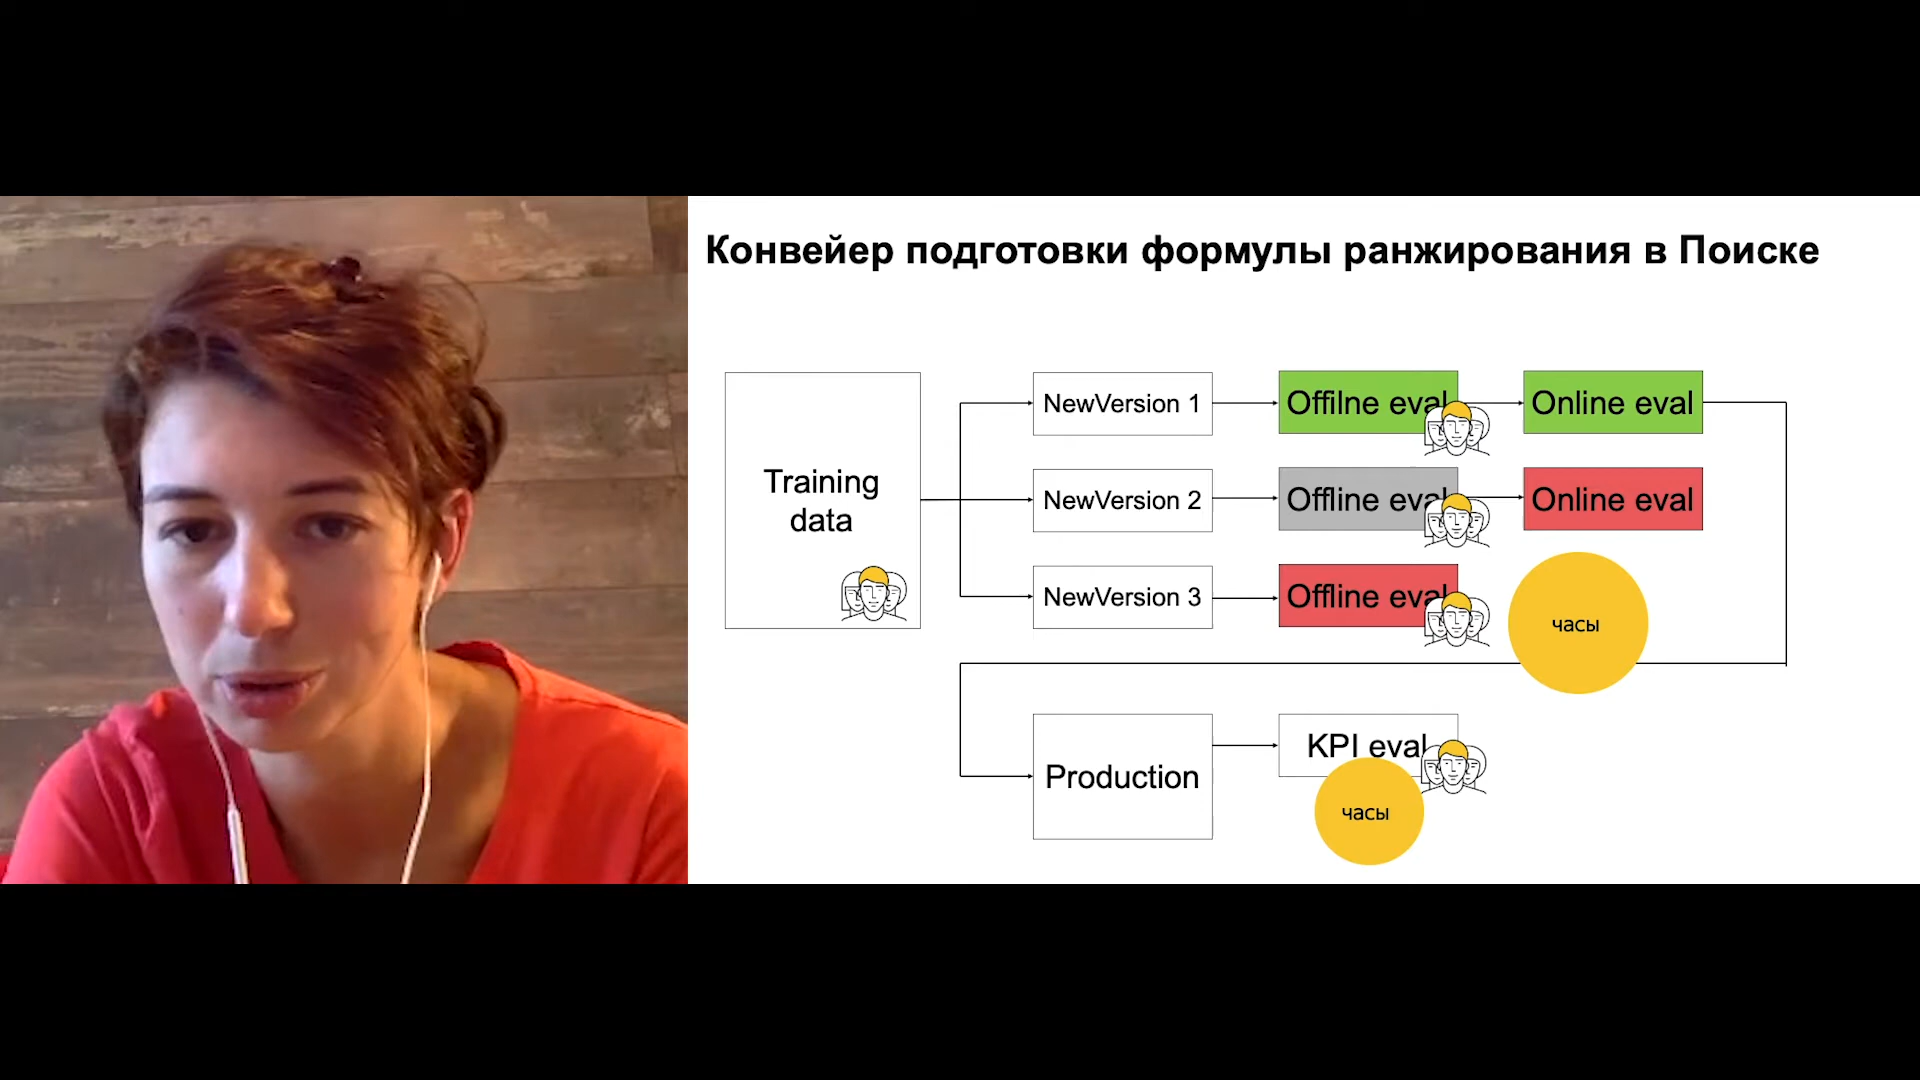 Конвейер подготовки формулы ранжирования в Поиске
Training
data
NewVersion 1
Offilne eval
Online eval
NewVersion 2
Offline eval
Online eval
NewVersion 3
Offline eval
часы
Production
KPI eval
часы